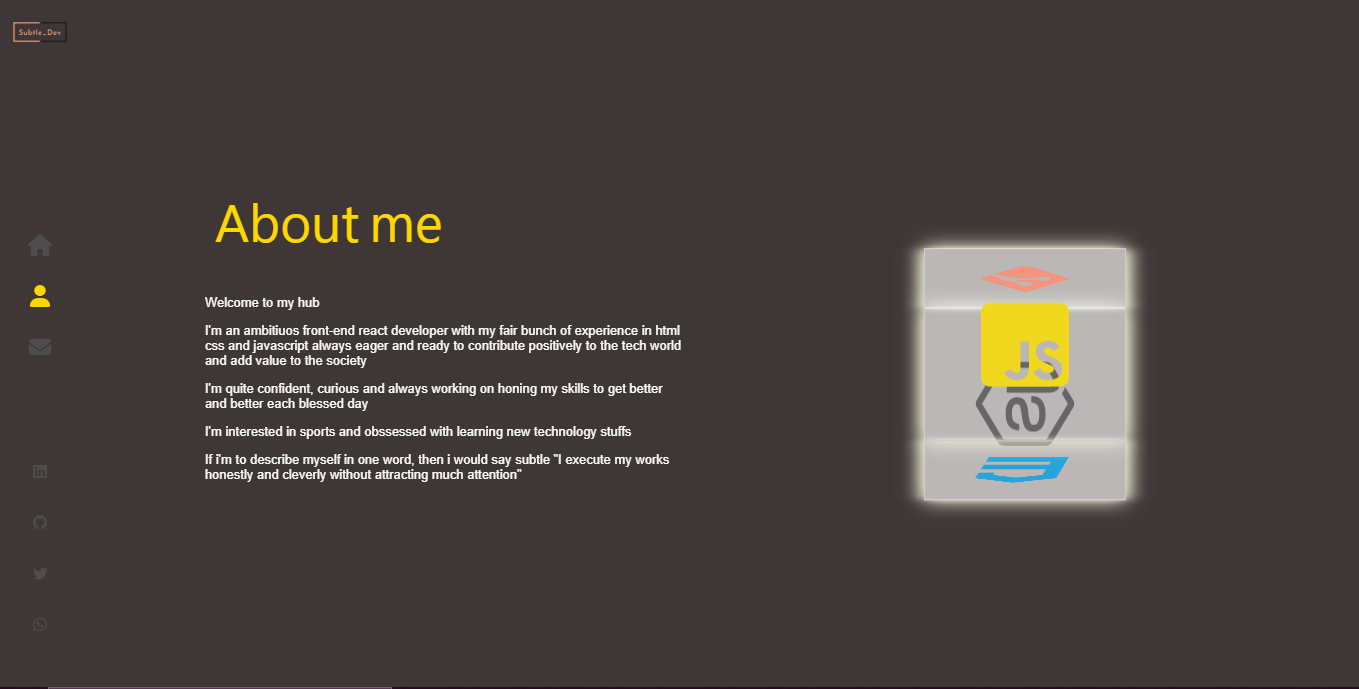 Subtle_Dev
About me
Welcome to my hub
I'm an ambitiuos front-end react developer with my fair bunch of experience in html
css and javascript always eager and ready to contribute positively to the tech world
and add value to the society
I'm quite confident, curious and always working on honing my skills to get better
and better each blessed day
I'm interested in sports and obssessed with learning new technology stuffs
If i'm to describe myself in one word, then i would say subtle "I execute my works
honestly and cleverly without attracting much attention"
JS